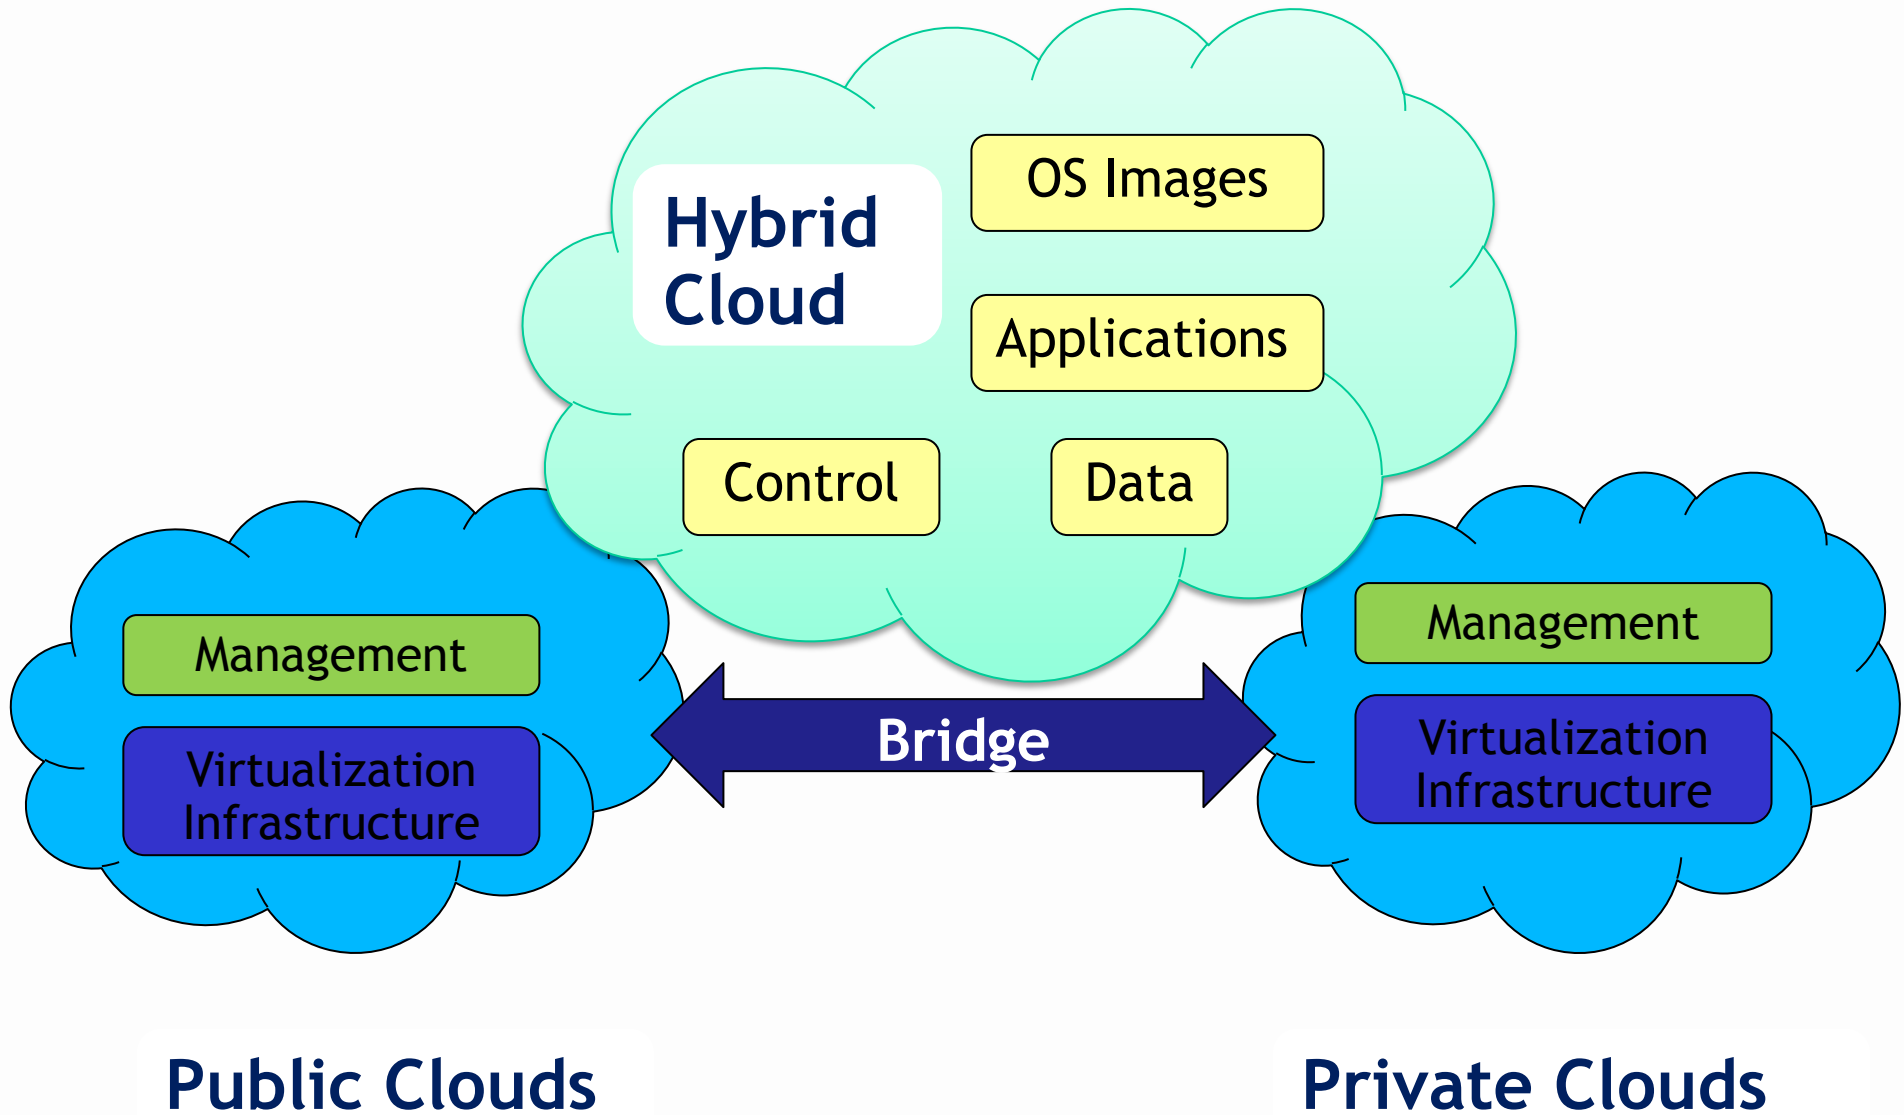 OS Images
Hybrid
Cloud
Applications
Control
Data
Management
Virtualization
Infrastructure
Bridge
Management
Virtualization
Infrastructure
Public Clouds
Private Clouds